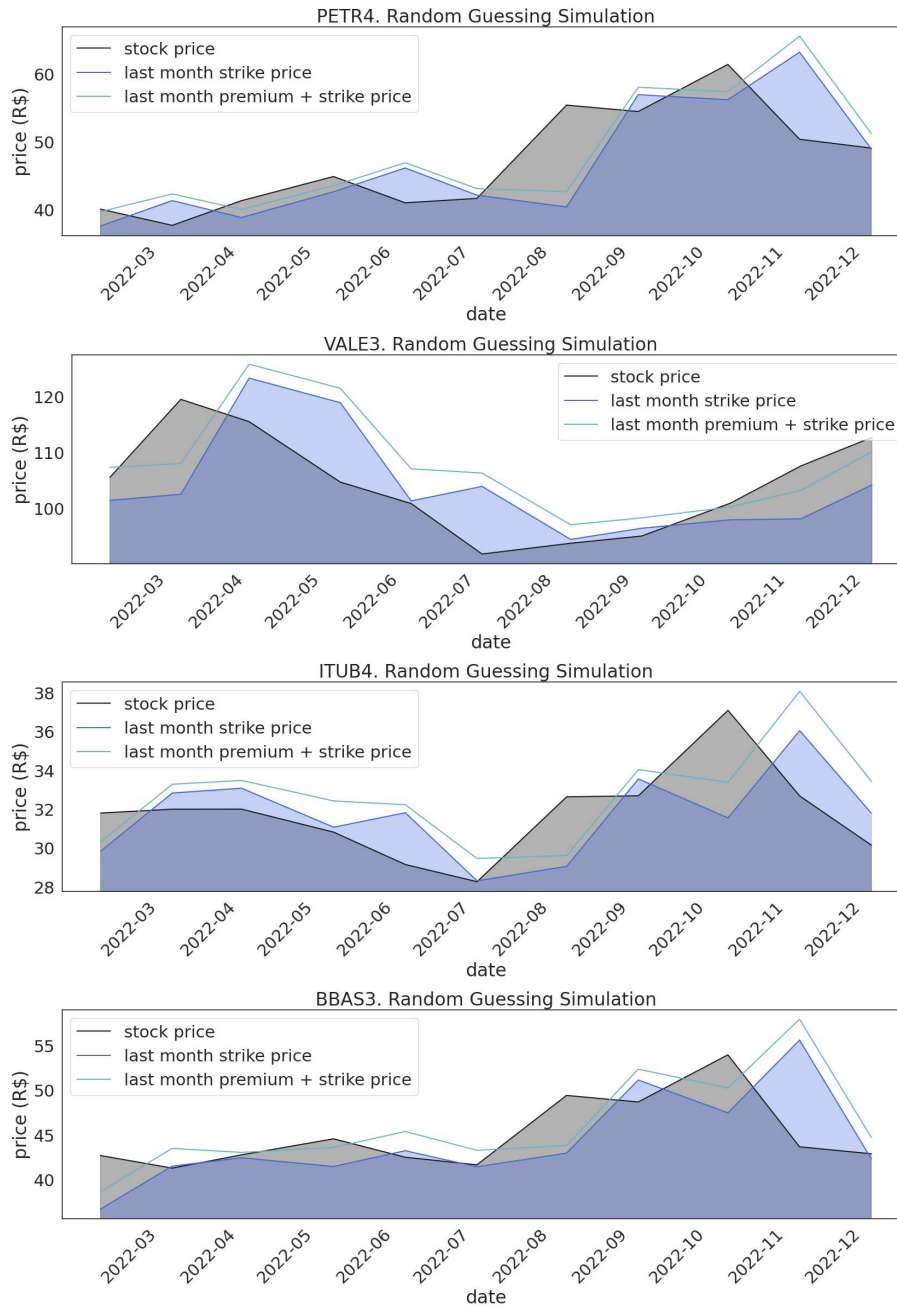 PETR4. Random Guessing Simulation
stock price
last month strike price
last month premium + strike price
price (R$)
60
50
40
2022-03
2022-04
2022-05
2022-06
2022-07
2022-08
2022-09
2022-10
2022-11
2022-12
date
VALE3. Random Guessing Simulation
stock price
last month strike price
last month premium + strike price
price (R$)
120
110
100
2022-03
2022-04
2022-05
2022-06
2022-07
2022-08
2022-09
2022-10
2022-11
2022-12
date
ITUB4. Random Guessing Simulation
stock price
last month strike price
last month premium + strike price
price (R$)
38
36
34
32
30
28
2022-03
2022-04
2022-05
2022-06
2022-07
2022-08
2022-09
2022-10
2022-11
2022-12
date
BBAS3. Random Guessing Simulation
stock price
last month strike price
last month premium + strike price
price (R$)
55
50
45
40
2022-03
2022-04
2022-05
2022-06
2022-07
2022-08
2022-09
2022-10
2022-11
2022-12
date